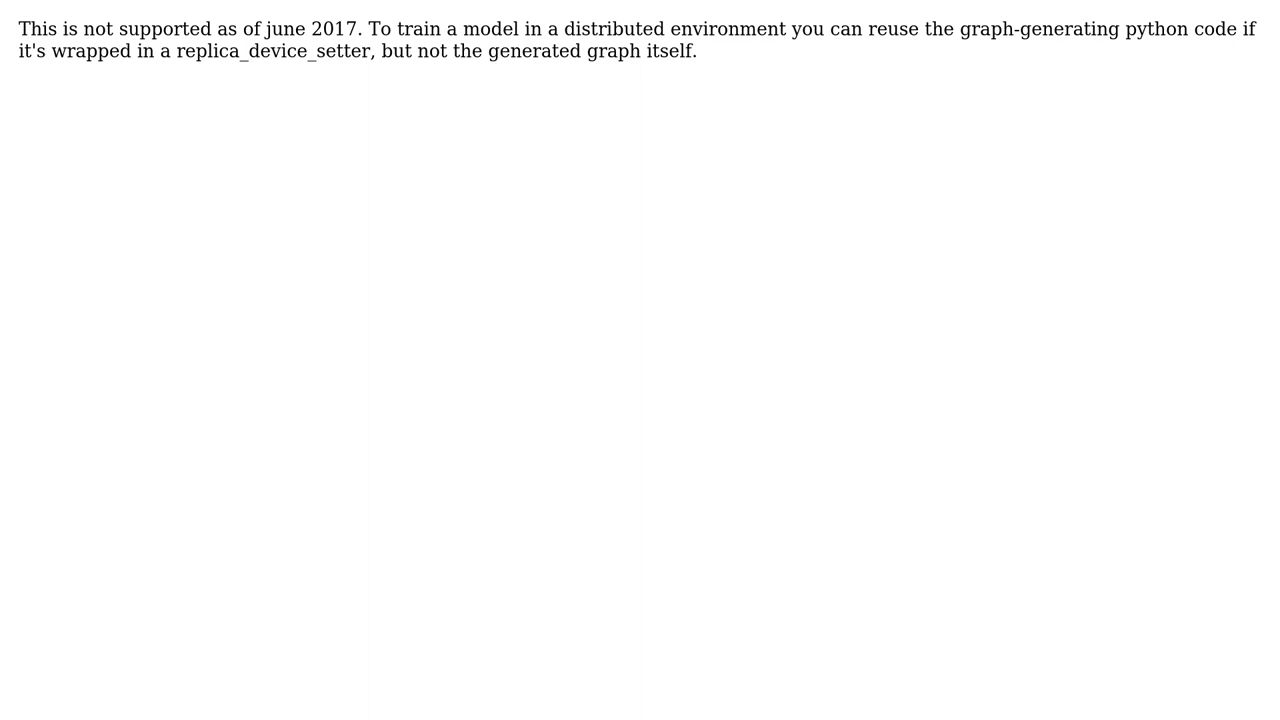 This is not supported as of june 2017. To train a model in a distributed environment you can reuse the graph-generating python code if
it's wrapped in a replica_device_setter, but not the generated graph itself.